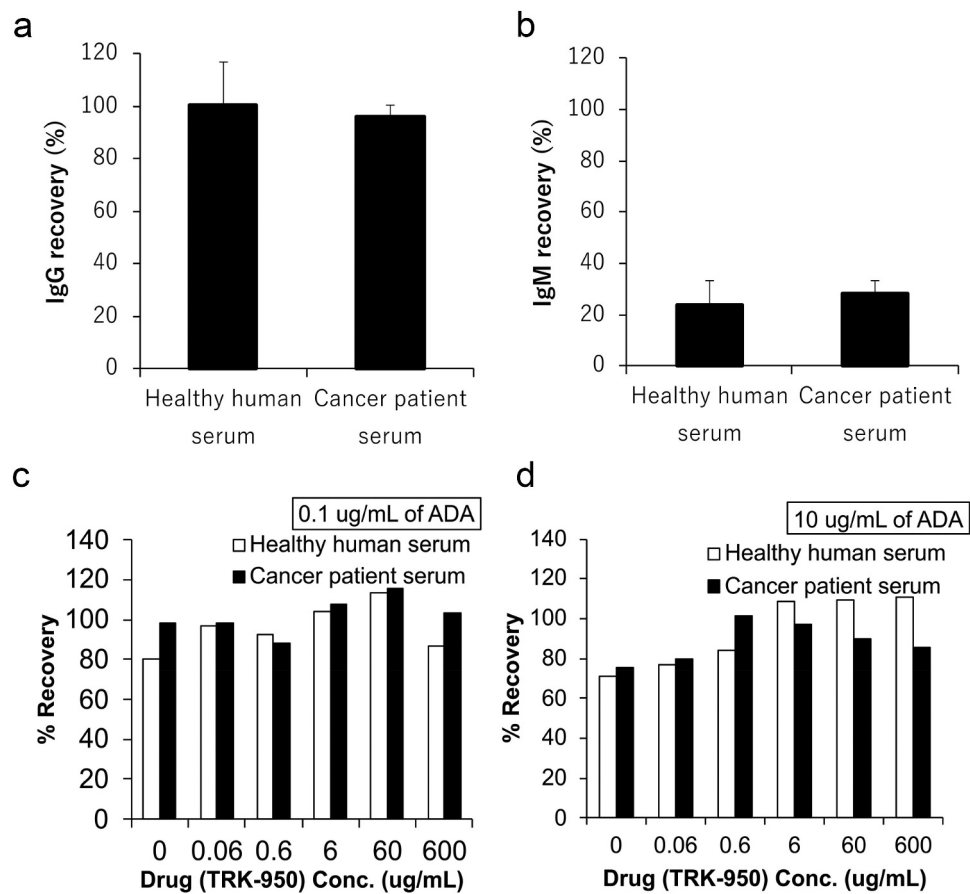 a
120
100
80
60
40
20
0
IgG recovery (%)
Healthy human
serum
Cancer patient
serum
b
120
100
80
60
40
20
0
IgM recovery (%)
Healthy human
serum
Cancer patient
serum
c
0.1 ug/mL of ADA
Healthy human serum
Cancer patient serum
140
120
100
80
60
40
20
0
% Recovery
0 0.06 0.6 6 60 600
Drug (TRK-950) Conc. (ug/mL)
d
10 ug/mL of ADA
Healthy human serum
Cancer patient serum
140
120
100
80
60
40
20
0
% Recovery
0 0.06 0.6 6 60 600
Drug (TRK-950) Conc. (ug/mL)